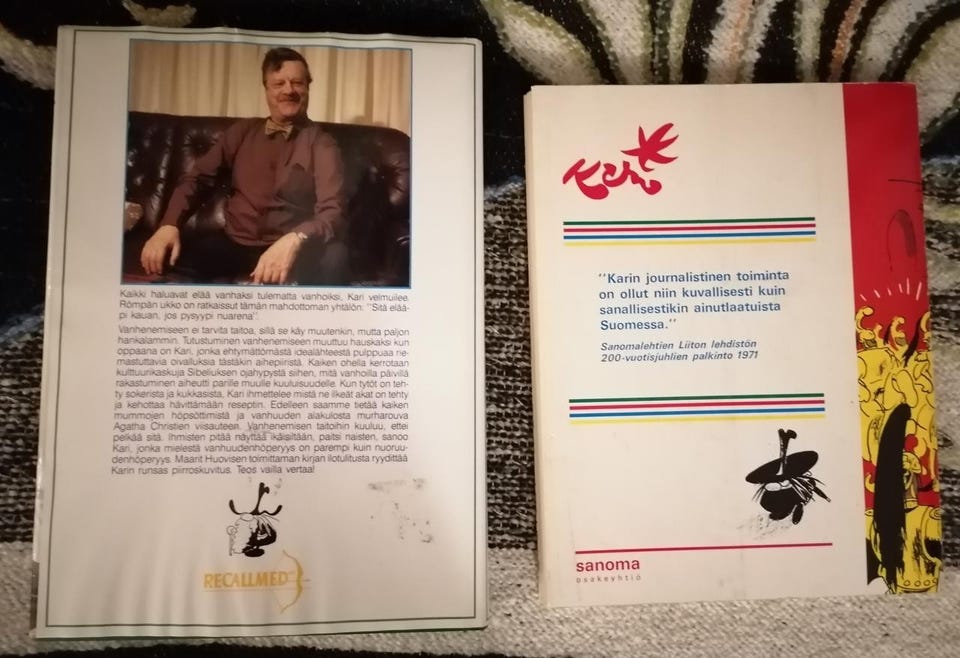 Kaikki haluavat elää vanhaksi tulematta vanhoiksi, Kari velmuilee.
Römpän ukko on ratkaissut tämän mahdottoman yhtälön: "Sitä elää-
pi kauan, jos pysyypi nuarena".
Vanhenemiseen ei tarvita taitoa, sillä se käy muutenkin, mutta paljon
hankalammin. Tutustuminen vanhenemiseen muuttuu hauskaksi kun
oppaana on Kari, jonka ehtymättömästä idealähteestä pulppuaa rie-
mastuttavia oivalluksia tästäkin aihepiiristä. Kaiken ohella kerrotaan
kulttuurikaskuja Sibeliuksen ojahypystä siihen, mitä vanhoilla päivillä
rakastuminen aiheutti parille muulle kuuluisuudelle. Kun tytöt on teh-
ty sokerista ja kukkasista, Kari ihmettelee mistä ne ilkeät akat on tehty
ja kehottaa hävittämään reseptin. Edelleen saamme tietää kaiken
mummojen höpsöttimistä ja vanhuuden alakulosta murharouva
Agatha Christien viisauteen. Vanhenemisen taitoihin kuuluu, ettei
pelkää sitä. Ihmisten pitää näyttää ikäisiltään, paitsi naisten, sanoo
Kari, jonka mielestä vanhuudenhöperyys on parempi kuin nuoruu-
denhöperyys. Maarit Huovisen toimittaman kirjan ilotulitusta ryydittää
Karin runsas piirroskuvitus. Teos vailla vertaa!
RECALLMED
Kari
"Karin journalistinen toiminta
on ollut niin kuvallisesti kuin
sanallisestikin ainutlaatuista
Suomessa."
Sanomalehtien Liiton lehdistön
200-vuotisjuhlien palkinto 1971
sanoma
osakeyhtiö